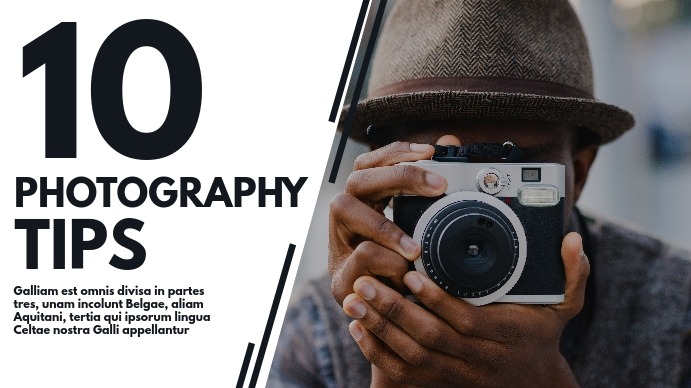 10
PHOTOGRAPHY
TIPS
Galliam est omnis divisa in partes
tres, unam incolunt Belgae, aliam
Aquitani, tertia qui ipsorum lingua
Celtae nostra Galli appellantur